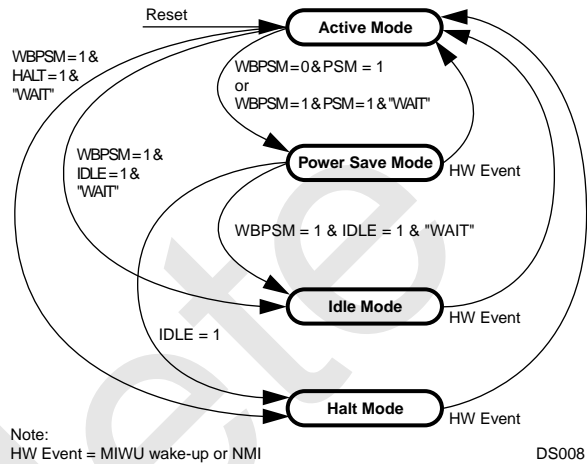 Reset
Active Mode
WBPSM = 1 &
HALT = 1 &
"WAIT"
WBPSM = 0 & PSM = 1
or
WBPSM = 1 & PSM = 1 & "WAIT"
WBPSM = 1 &
IDLE = 1 &
"WAIT"
Power Save Mode
HW Event
WBPSM = 1 & IDLE = 1 & "WAIT"
Idle Mode
HW Event
IDLE = 1
Halt Mode
HW Event
Note:
HW Event = MIWU wake-up or NMI
DS008